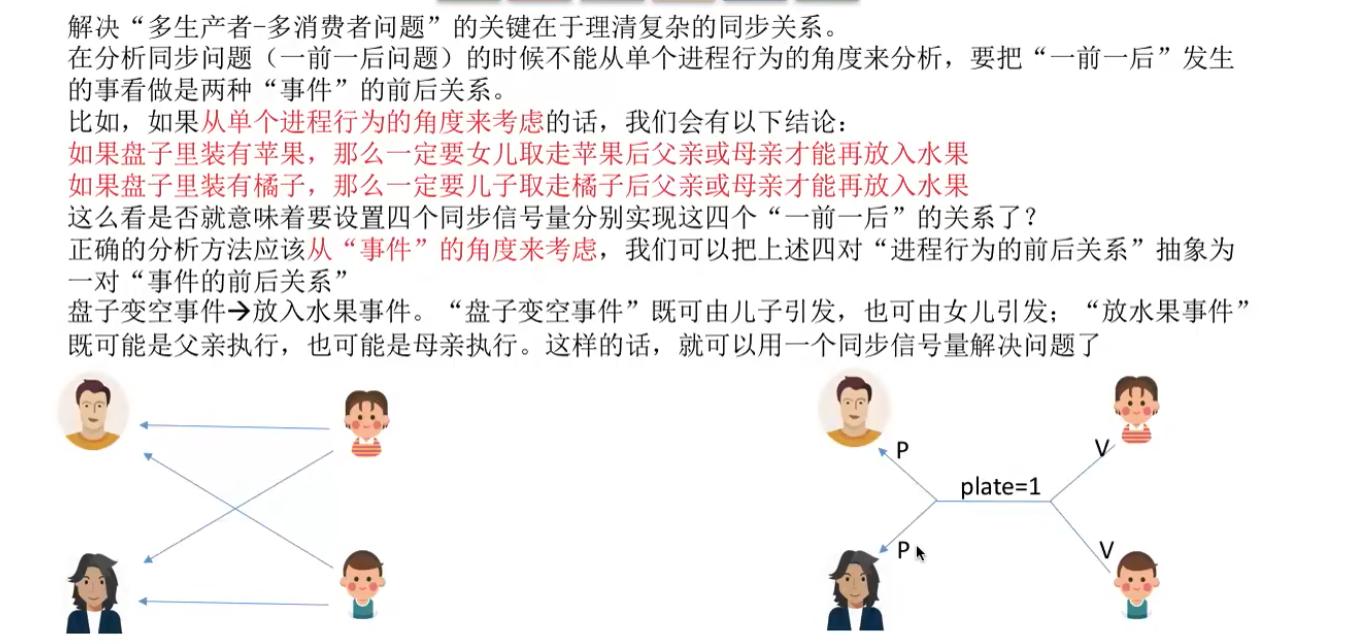 解决“多生产者-多消费者问题”的关键在于理清复杂的同步关系。
在分析同步问题（一前一后问题）的时候不能从单个进程行为的角度来分析，要把“一前一后”发生
的事看做是两种“事件”的前后关系。
比如，如果从单个进程行为的角度来考虑的话，我们会有以下结论：
如果盘子里装有苹果，那么一定要女儿取走苹果后父亲或母亲才能再放入水果
如果盘子里装有橘子，那么一定要儿子取走橘子后父亲或母亲才能再放入水果
这么看是否就意味着要设置四个同步信号量分别实现这四个“一前一后”的关系了？
正确的分析方法应该从“事件”的角度来考虑，我们可以把上述四对“进程行为的前后关系”抽象为
一对“事件的前后关系”
盘子变空事件→放入水果事件。“盘子变空事件”既可由儿子引发，也可由女儿引发；“放水果事件”
既可能是父亲执行，也可能是母亲执行。这样的话，就可以用一个同步信号量解决问题了
P
V
plate=1
P
V